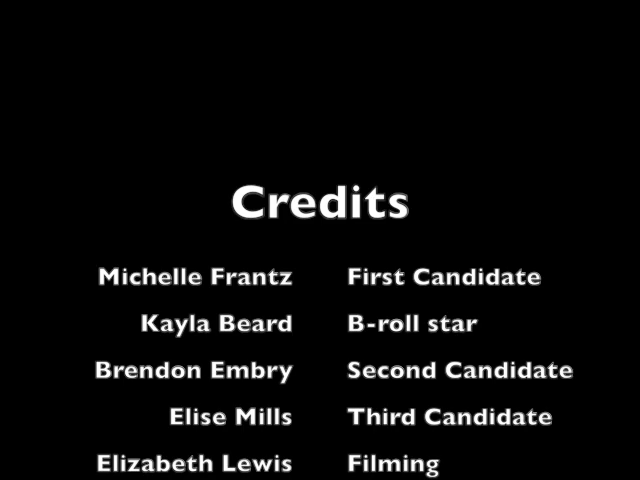 Credits
Michelle Frantz First Candidate
Kayla Beard B-roll star
Brendon Embry Second Candidate
Elise Mills Third Candidate
Elizabeth Lewis Filming